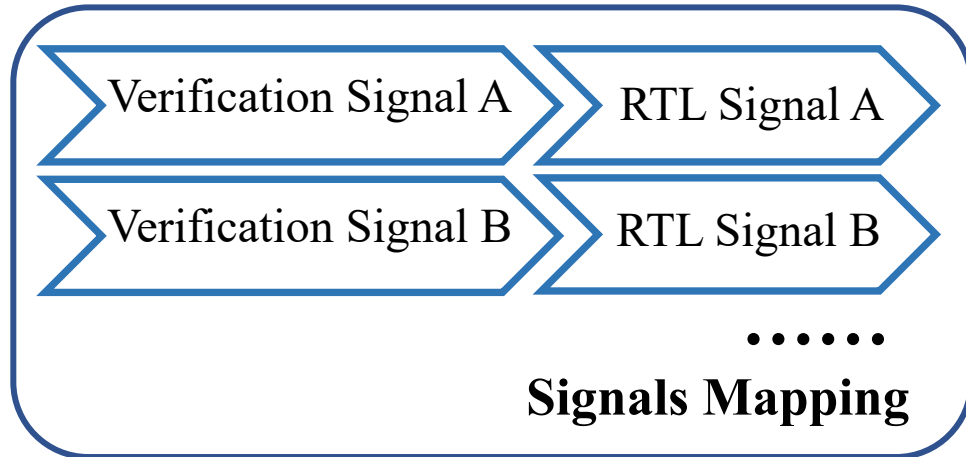 Verification Signal A
RTL Signal A
Verification Signal B
RTL Signal B
......
Signals Mapping